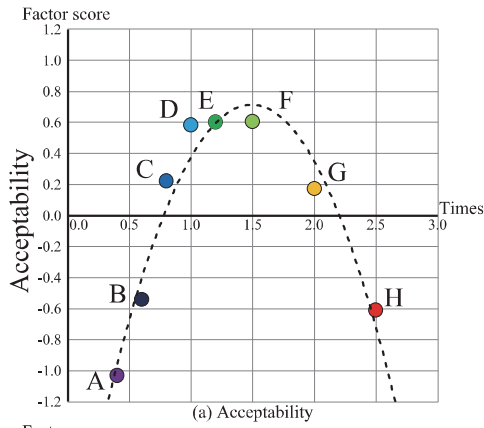 Factor score
1.2
1.0
0.8
D E F
0.6
0.4
C G
0.2
0.0 Times
0.0 0.5 1.0 1.5 2.0 2.5 3.0
-0.2
-0.4
B H
-0.6
-0.8
A
-1.0
-1.2
Acceptability
(a) Acceptability